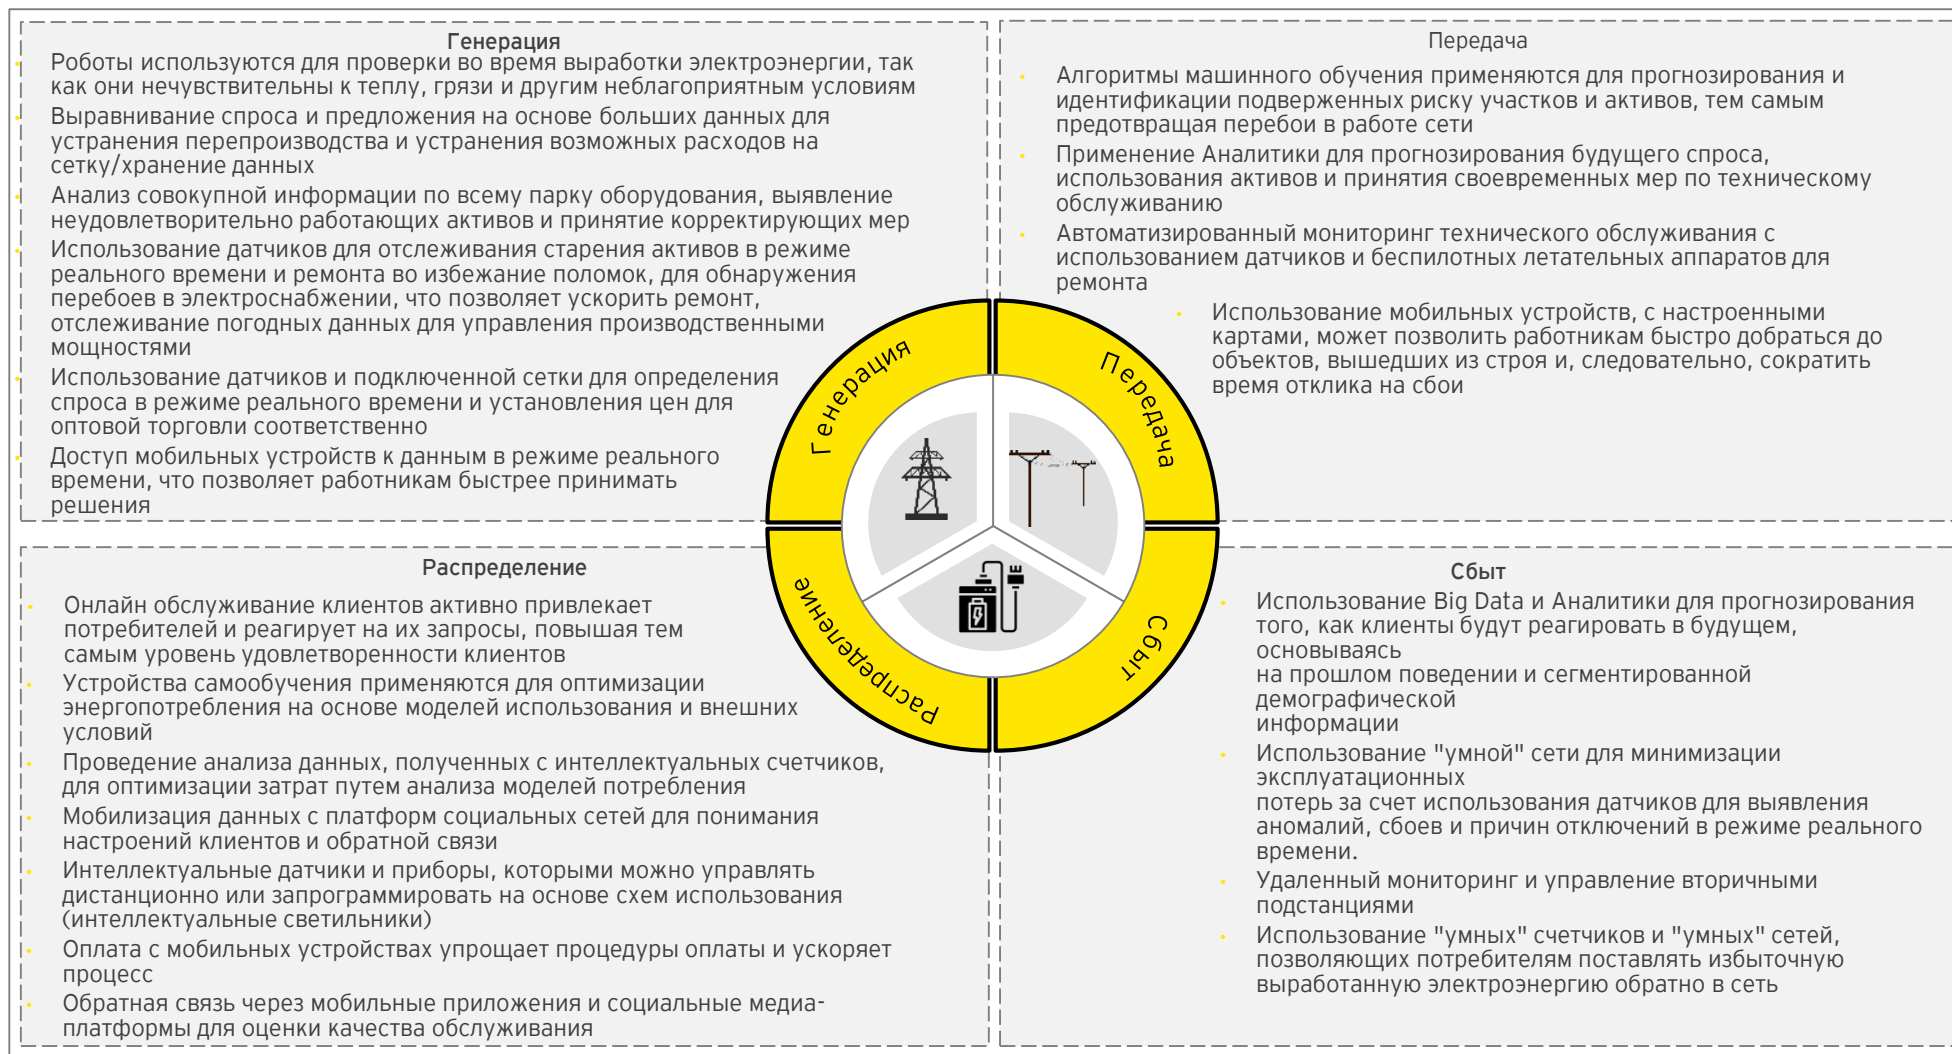 Генерация
Роботы используются для проверки во время выработки электроэнергии, так
как они нечувствительны к теплу, грязи и другим неблагоприятным условиям
Выравнивание спроса и предложения на основе больших данных для
устранения перепроизводства и устранения возможных расходов на
сетку/хранение данных
Анализ совокупной информации по всему парку оборудования, выявление
неудовлетворительно работающих активов и принятие корректирующих мер
Использование датчиков для отслеживания старения активов в режиме
реального времени и ремонта во избежание поломок, для обнаружения
перебоев в электроснабжении, что позволяет ускорить ремонт,
отслеживание погодных данных для управления производственными
мощностями
Использование датчиков и подключенной сетки для определения
спроса в режиме реального времени и установления цен для
оптовой торговли соответственно
Доступ мобильных устройств к данным в режиме реального
времени, что позволяет работникам быстрее принимать
решения
Передача
Алгоритмы машинного обучения применяются для прогнозирования и
идентификации подверженных риску участков и активов, тем самым
предотвращая перебои в работе сети
Применение Аналитики для прогнозирования будущего спроса,
использования активов и принятия своевременных мер по техническому
обслуживанию
Автоматизированный мониторинг технического обслуживания с
использованием датчиков и беспилотных летательных аппаратов для
ремонта
Использование мобильных устройств, с настроенными
картами, может позволить работникам быстро добраться до
объектов, вышедших из строя и, следовательно, сократить
время отклика на сбои
Генерация
Передача
Распределение
Сбыт
Распределение
Онлайн обслуживание клиентов активно привлекает
потребителей и реагирует на их запросы, повышая тем
самым уровень удовлетворенности клиентов
Устройства самообучения применяются для оптимизации
энергопотребления на основе моделей использования и внешних
условий
Проведение анализа данных, полученных с интеллектуальных счетчиков,
для оптимизации затрат путем анализа моделей потребления
Мобилизация данных с платформ социальных сетей для понимания
настроений клиентов и обратной связи
Интеллектуальные датчики и приборы, которыми можно управлять
дистанционно или запрограммировать на основе схем использования
(интеллектуальные светильники)
Оплата с мобильных устройствах упрощает процедуры оплаты и ускоряет
процесс
Обратная связь через мобильные приложения и социальные медиа-
платформы для оценки качества обслуживания
Сбыт
Использование Big Data и Аналитики для прогнозирования
того, как клиенты будут реагировать в будущем,
основываясь
на прошлом поведении и сегментированной
демографической
информации
Использование "умной" сети для минимизации
эксплуатационных
потерь за счет использования датчиков для выявления
аномалий, сбоев и причин отключений в режиме реального
времени.
Удаленный мониторинг и управление вторичными
подстанциями
Использование "умных" счетчиков и "умных" сетей,
позволяющих потребителям поставлять избыточную
выработанную электроэнергию обратно в сеть